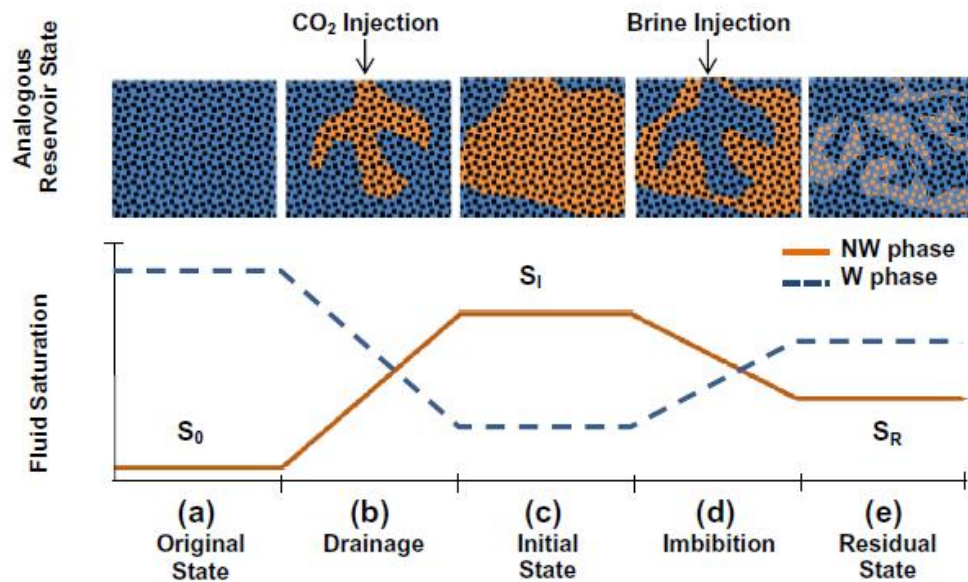 CO₂ Injection
Brine Injection
Analogous
Reservoir State
NW phase
W phase
Fluid Saturation
S₀
Sᵢ
Sᵣ
(a)
Original
State
(b)
Drainage
(c)
Initial
State
(d)
Imbibition
(e)
Residual
State